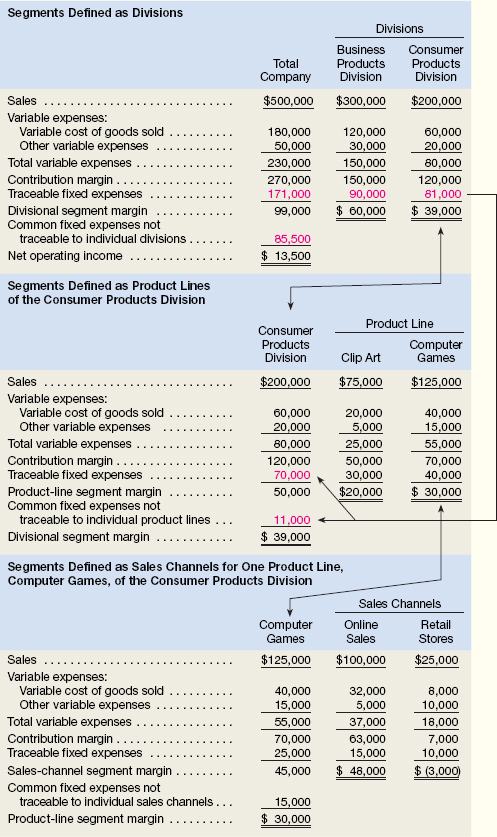 Segments Defined as Divisions
Divisions
Business Consumer
Total Products Products
Company Division Division
Sales . . . . . . . . . . . . . . . . . . . . . . . . . . . . . $500,000 $300,000 $200,000
Variable expenses:
Variable cost of goods sold . . . . . . . . . . 180,000 120,000 60,000
Other variable expenses . . . . . . . . . . . 50,000 30,000 20,000
Total variable expenses . . . . . . . . . . . . . . . 230,000 150,000 80,000
Contribution margin . . . . . . . . . . . . . . . . . . 270,000 150,000 120,000
Traceable fixed expenses . . . . . . . . . . . . . 171,000 90,000 81,000
Divisional segment margin . . . . . . . . . . . . 99,000 $ 60,000 $ 39,000
Common fixed expenses not
traceable to individual divisions . . . . . . . 85,500
Net operating income . . . . . . . . . . . . . . . . $ 13,500
Segments Defined as Product Lines
of the Consumer Products Division
Consumer Product Line
Products Computer
Division Clip Art Games
Sales . . . . . . . . . . . . . . . . . . . . . . . . . . . . . $200,000 $75,000 $125,000
Variable expenses:
Variable cost of goods sold . . . . . . . . . . 60,000 20,000 40,000
Other variable expenses . . . . . . . . . . . 20,000 5,000 15,000
Total variable expenses . . . . . . . . . . . . . . . 80,000 25,000 55,000
Contribution margin . . . . . . . . . . . . . . . . . . 120,000 50,000 70,000
Traceable fixed expenses . . . . . . . . . . . . . 70,000 30,000 40,000
Product-line segment margin . . . . . . . . . . 50,000 $20,000 $ 30,000
Common fixed expenses not
traceable to individual product lines . . . 11,000
Divisional segment margin . . . . . . . . . . . . $ 39,000
Segments Defined as Sales Channels for One Product Line,
Computer Games, of the Consumer Products Division
Sales Channels
Computer Online Retail
Games Sales Stores
Sales . . . . . . . . . . . . . . . . . . . . . . . . . . . . . $125,000 $100,000 $25,000
Variable expenses:
Variable cost of goods sold . . . . . . . . . . 40,000 32,000 8,000
Other variable expenses . . . . . . . . . . . 15,000 5,000 10,000
Total variable expenses . . . . . . . . . . . . . . . 55,000 37,000 18,000
Contribution margin . . . . . . . . . . . . . . . . . . 70,000 63,000 7,000
Traceable fixed expenses . . . . . . . . . . . . . 25,000 15,000 10,000
Sales-channel segment margin . . . . . . . . . 45,000 $ 48,000 $ (3,000)
Common fixed expenses not
traceable to individual sales channels . . . 15,000
Product-line segment margin . . . . . . . . . . $ 30,000